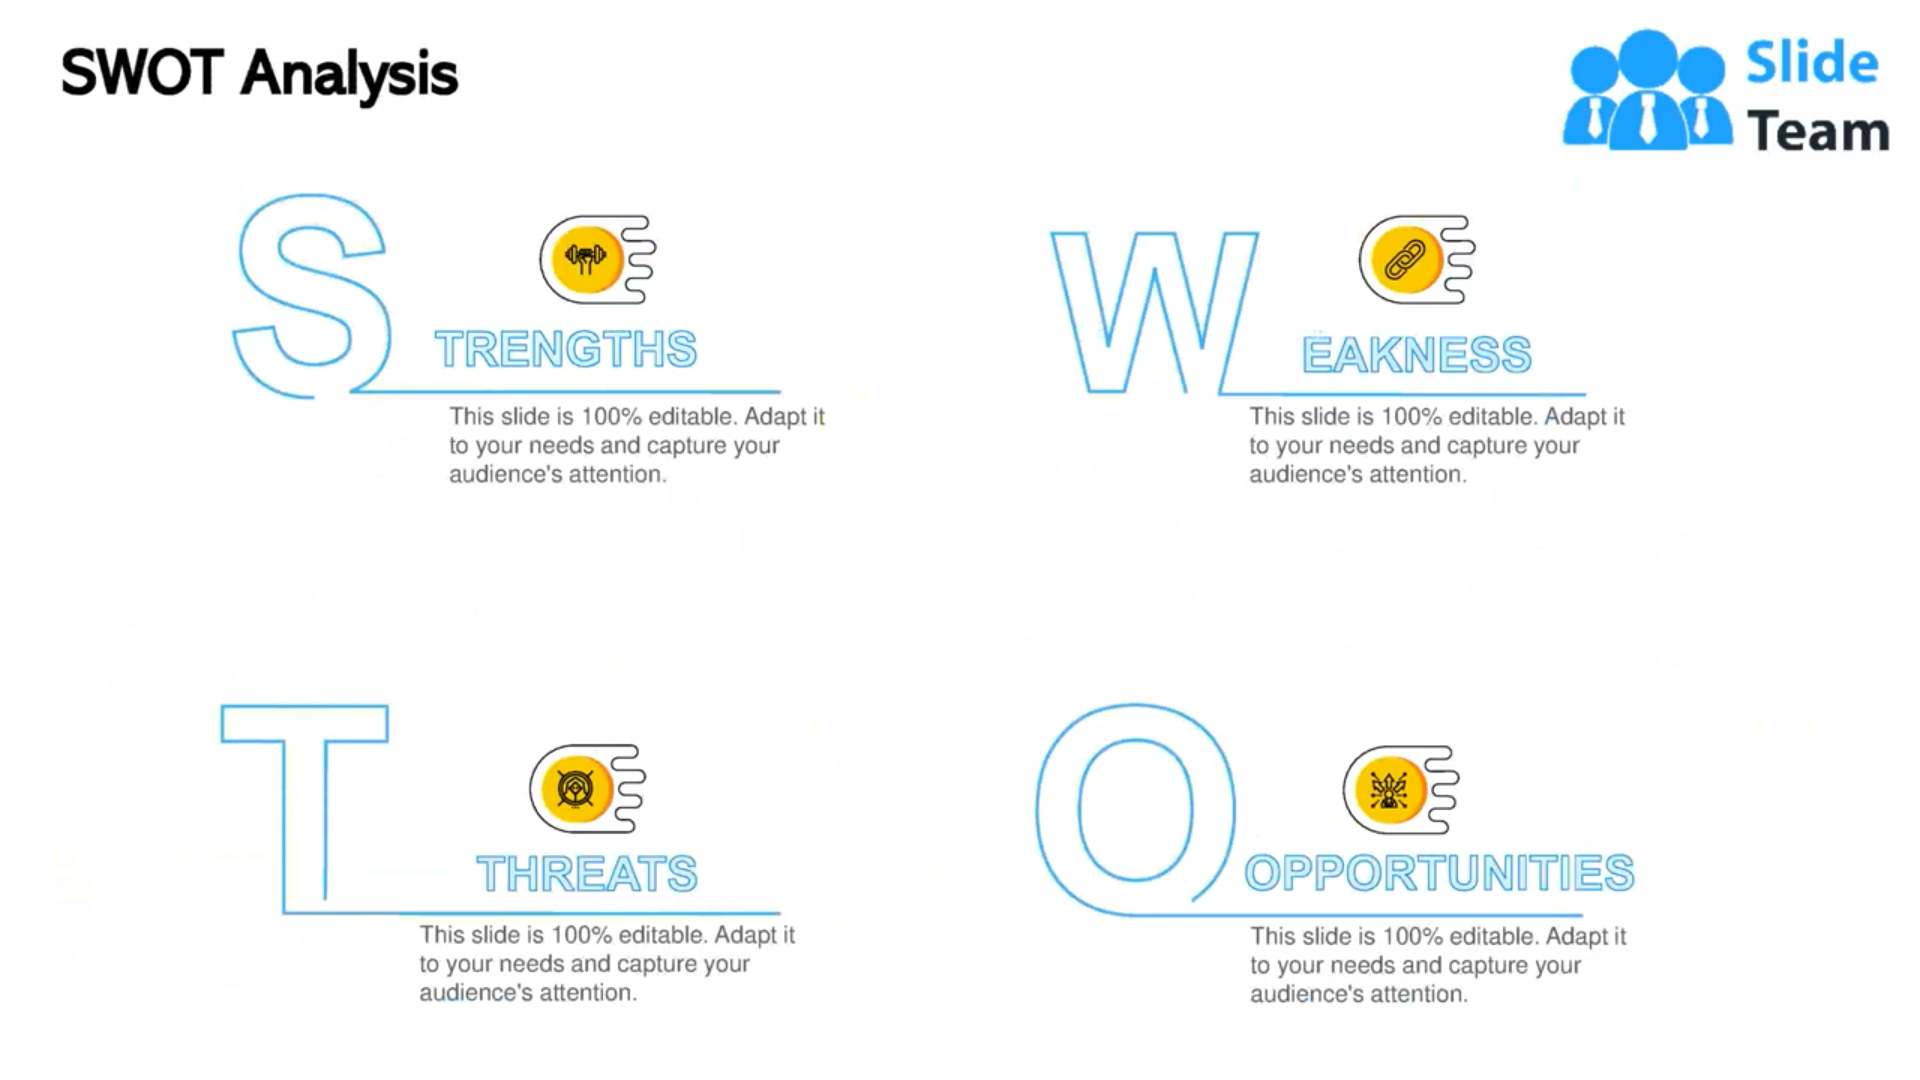 SWOT Analysis
Slide
Team
S
TRENGTHS
This slide is 100% editable. Adapt it
to your needs and capture your
audience's attention.
W
EAKNESS
This slide is 100% editable. Adapt it
to your needs and capture your
audience's attention.
T
THREATS
This slide is 100% editable. Adapt it
to your needs and capture your
audience's attention.
O
OPPORTUNITIES
This slide is 100% editable. Adapt it
to your needs and capture your
audience's attention.